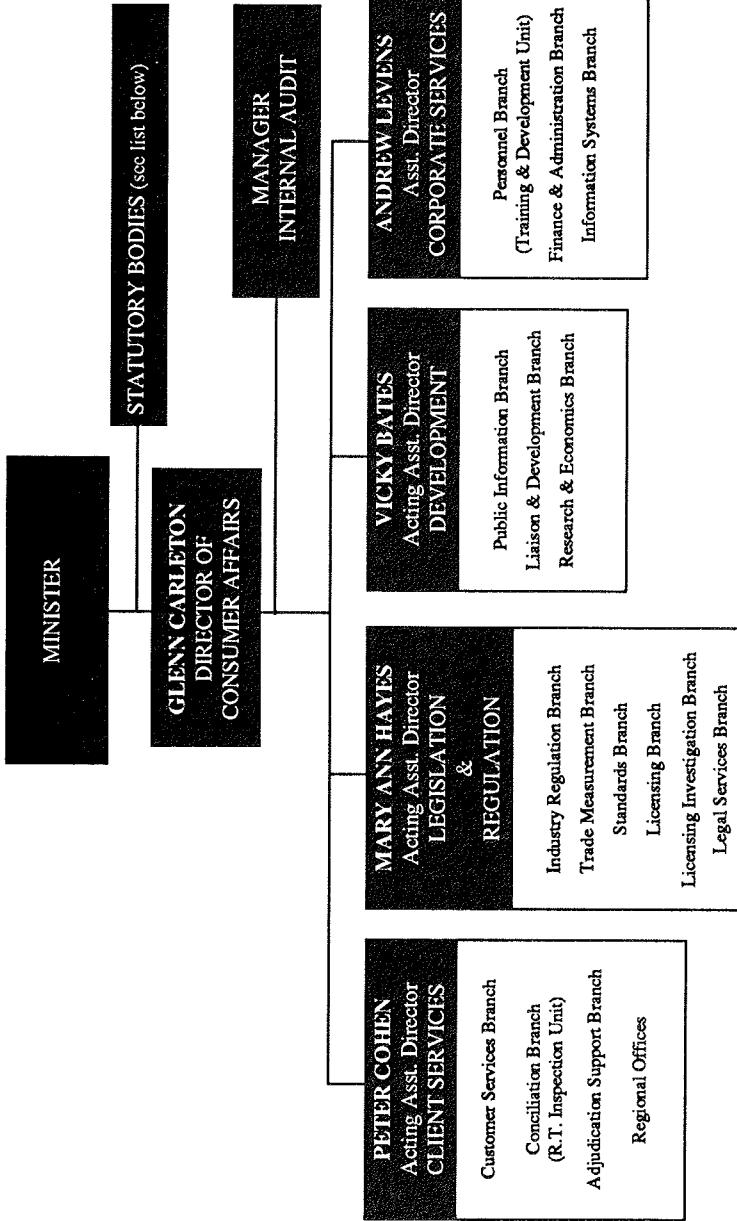 MINISTER
STATUTORY BODIES (see list below)
GLENN CARLETON
DIRECTOR OF
CONSUMER AFFAIRS
MANAGER
INTERNAL AUDIT
PETER COHEN
Acting Asst. Director
CLIENT SERVICES
Customer Services Branch
Conciliation Branch
(R.T. Inspection Unit)
Adjudication Support Branch
Regional Offices
MARY ANN HAYES
Acting Asst. Director
LEGISLATION
&
REGULATION
Industry Regulation Branch
Trade Measurement Branch
Standards Branch
Licensing Branch
Licensing Investigation Branch
Legal Services Branch
VICKY BATES
Acting Asst. Director
DEVELOPMENT
Public Information Branch
Liaison & Development Branch
Research & Economics Branch
ANDREW LEVENS
Asst. Director
CORPORATE SERVICES
Personnel Branch
(Training & Development Unit)
Finance & Administration Branch
Information Systems Branch